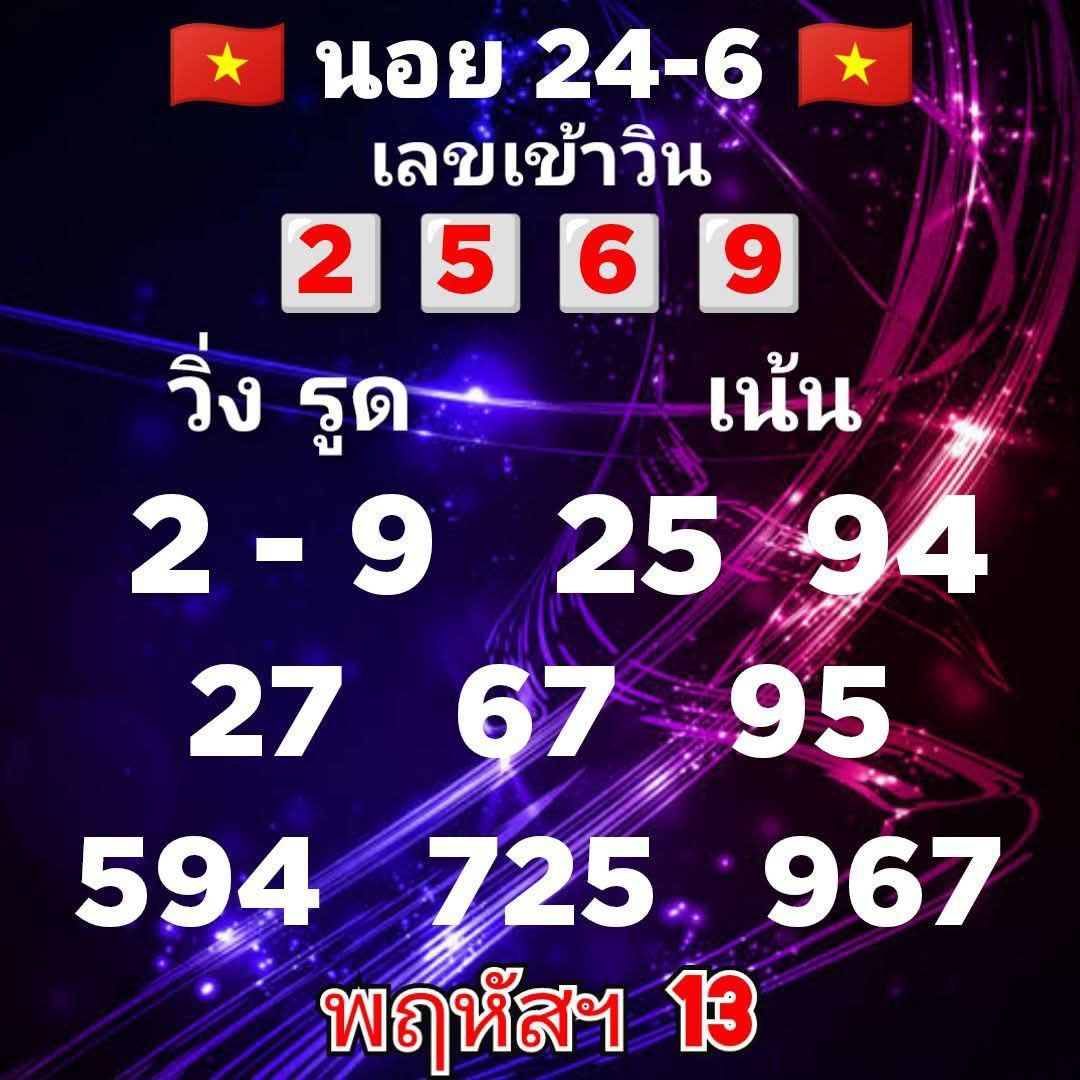 🇻🇳 นอย 24-6 🇻🇳
เลขเข้าวิน
2 5 6 9
วิ่ง รูด เน้น
2 - 9 25 94
27 67 95
594 725 967
พฤหัสฯ 13